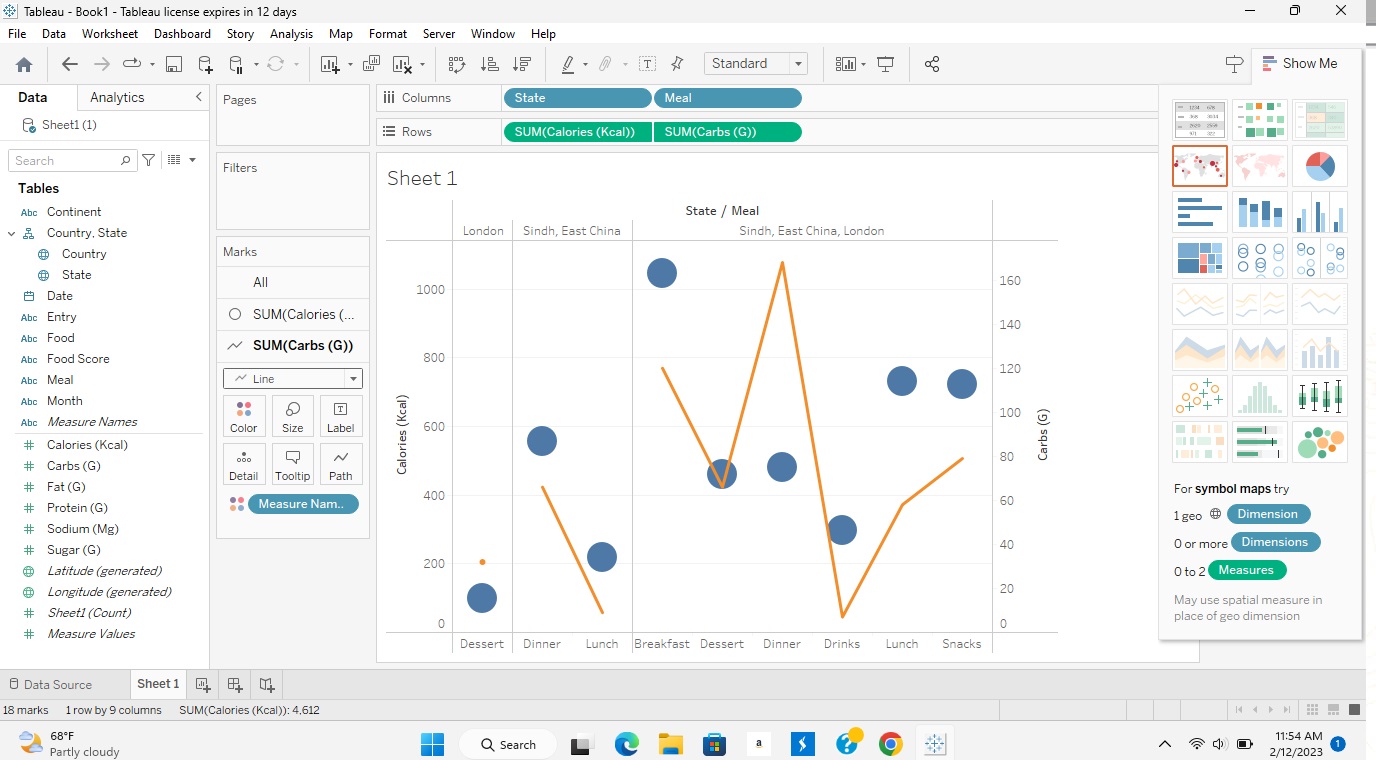 Tableau - Book1 - Tableau license expires in 12 days
File Data Worksheet Dashboard Story Analysis Map Format Server Window Help
Standard
Show Me
Data Analytics
Sheet1 (1)
Search
Tables
Abc Continent
Country, State
Country
State
Date
Abc Entry
Abc Food
Abc Food Score
Abc Meal
Abc Month
Abc Measure Names
Calories (Kcal)
Carbs (G)
Fat (G)
Protein (G)
Sodium (Mg)
Sugar (G)
Latitude (generated)
Longitude (generated)
Sheet1 (Count)
Measure Values
Pages
Filters
Marks
All
SUM(Calories (...
SUM(Carbs (G))
Line
Color Size Label
Detail Tooltip Path
Measure Nam..
Columns State Meal
Rows SUM(Calories (Kcal)) SUM(Carbs (G))
Sheet 1
State / Meal
London Sindh, East China Sindh, East China, London
Calories (Kcal)
1000
800
600
400
200
0
Carbs (G)
160
140
120
100
80
60
40
20
0
Dessert Dinner Lunch Breakfast Dessert Dinner Drinks Lunch Snacks
For symbol maps try
1 geo Dimension
0 or more Dimensions
0 to 2 Measures
May use spatial measure in
place of geo dimension
Data Source Sheet 1
18 marks 1 row by 9 columns SUM(Calories (Kcal)): 4,612
68°F
Partly cloudy
Search
11:54 AM
2/12/2023
1